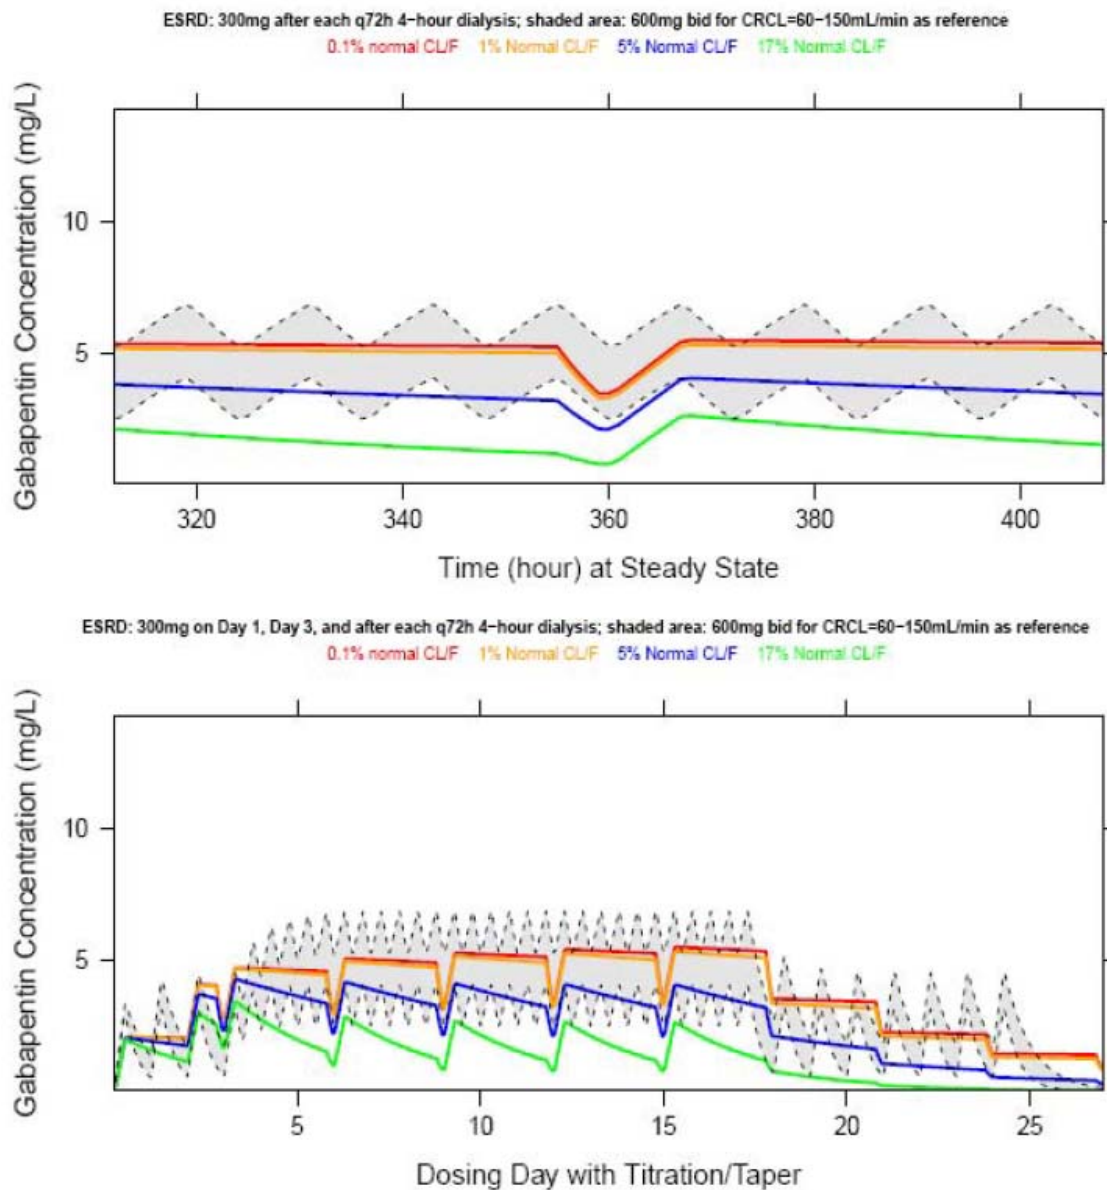 ESRD: 300mg after each q72h 4-hour dialysis; shaded area: 600mg bid for CRCL=60-150mL/min as reference
0.1% normal CL/F 1% Normal CL/F 5% Normal CL/F 17% Normal CL/F
Gabapentin Concentration (mg/L)
10
5
320 340 360 380 400
Time (hour) at Steady State
ESRD: 300mg on Day 1, Day 3, and after each q72h 4-hour dialysis; shaded area: 600mg bid for CRCL=60-150mL/min as reference
0.1% normal CL/F 1% Normal CL/F 5% Normal CL/F 17% Normal CL/F
Gabapentin Concentration (mg/L)
10
5
5 10 15 20 25
Dosing Day with Titration/Taper